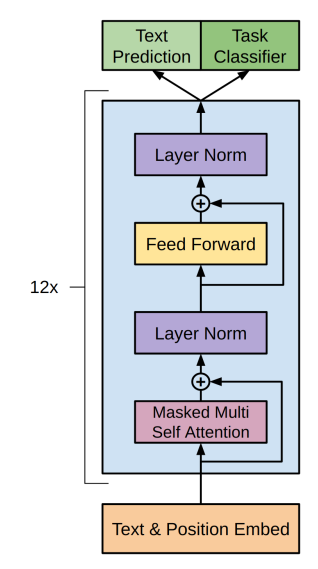 Text
Prediction
Task
Classifier
Layer Norm
Feed Forward
12x
Layer Norm
Masked Multi
Self Attention
Text & Position Embed